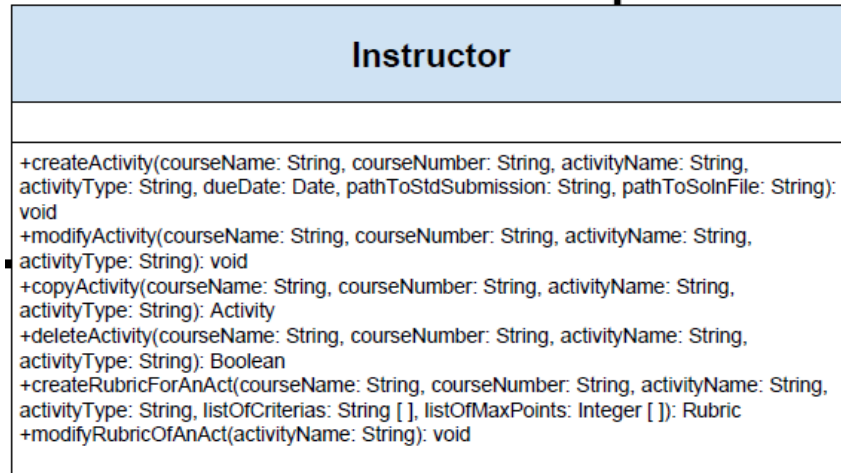 Instructor
+createActivity(courseName: String, courseNumber: String, activityName: String,
activityType: String, dueDate: Date, pathToStdSubmission: String, pathToSolnFile: String):
void
+modifyActivity(courseName: String, courseNumber: String, activityName: String,
activityType: String): void
+copyActivity(courseName: String, courseNumber: String, activityName: String,
activityType: String): Activity
+deleteActivity(courseName: String, courseNumber: String, activityName: String,
activityType: String): Boolean
+createRubricForAnAct(courseName: String, courseNumber: String, activityName: String,
activityType: String, listOfCriterias: String [ ], listOfMaxPoints: Integer [ ]): Rubric
+modifyRubricOfAnAct(activityName: String): void